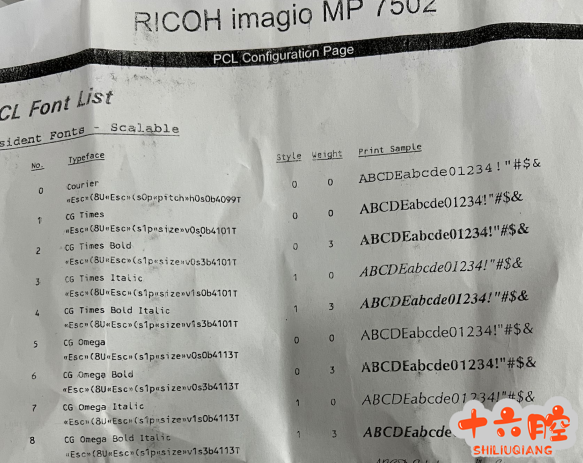 RICOH imagio MP 7502
PCL Configuration Page
CL Font List
sident Fonts - Scalable
No. Typeface Style Weight Print Sample
0 Courier 0 0 ABCDEabcde01234!"#$&
«Esc»(8U«Esc»(s0p«pitch»h0s0b4099T
1 CG Times 0 0 ABCDEabcde01234!"#$&
«Esc»(8U«Esc»(s1p«size»v0s0b4101T
2 CG Times Bold 0 3 ABCDEabcde01234!"#$&
«Esc»(8U«Esc»(s1p«size»v0s3b4101T
3 CG Times Italic 1 0 ABCDEabcde01234!"#$&
«Esc»(8U«Esc»(s1p«size»v1s0b4101T
4 CG Times Bold Italic 1 3 ABCDEabcde01234!"#$&
«Esc»(8U«Esc»(s1p«size»v1s3b4101T
5 CG Omega 0 0 ABCDEabcde01234!"#$&
«Esc»(8U«Esc»(s1p«size»v0s0b4113T
6 CG Omega Bold 0 3 ABCDEabcde01234!"#$&
«Esc»(8U«Esc»(s1p«size»v0s3b4113T
7 CG Omega Italic 1 0 ABCDEabcde01234!"#$&
«Esc»(8U«Esc»(s1p«size»v1s0b4113T
8 CG Omega Bold Italic 1 3 ABCDEabcde
«Esc»(8U«Esc»(s1p«size»v1s3b4113T
十六腔
SHILIUQIANG